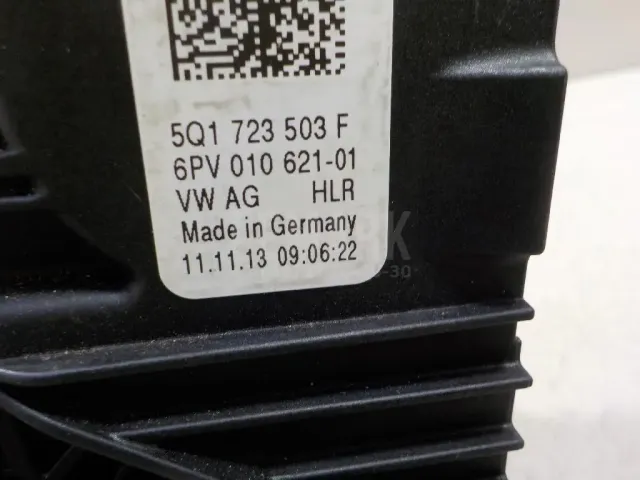 5Q1 723 503 F
6PV 010 621-01
VW AG HLR
Made in Germany
11.11.13 09:06:22